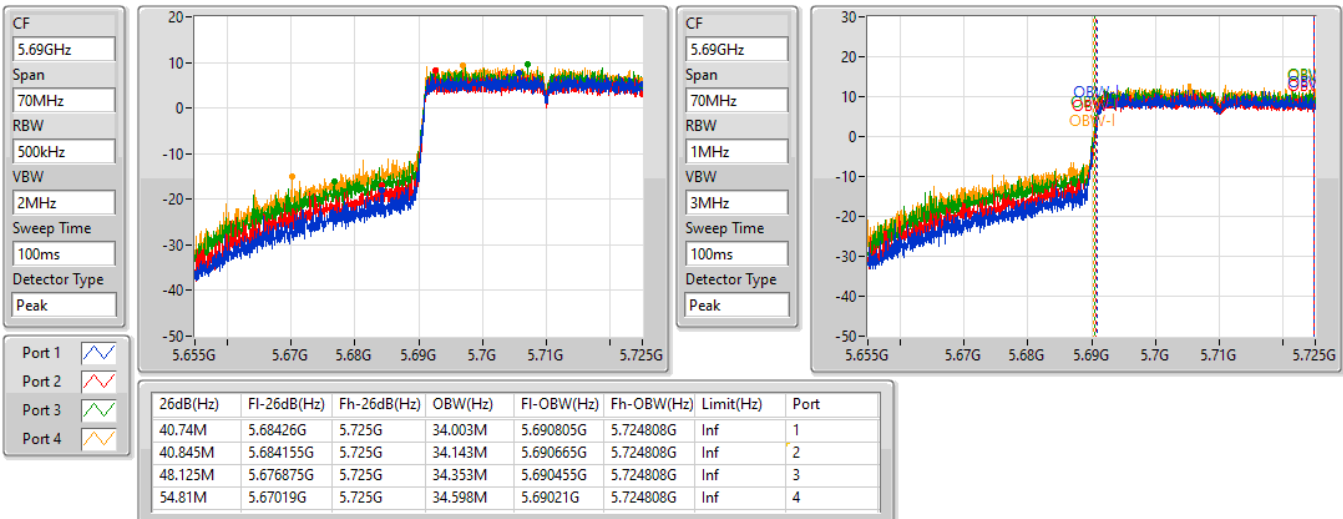 CF
5.69GHz
Span
70MHz
RBW
500kHz
VBW
2MHz
Sweep Time
100ms
Detector Type
Peak
Port 1
Port 2
Port 3
Port 4
20
10
0
-10
-20
-30
-40
-50
5.655G 5.67G 5.68G 5.69G 5.7G 5.71G 5.725G
CF
5.69GHz
Span
70MHz
RBW
1MHz
VBW
3MHz
Sweep Time
100ms
Detector Type
Peak
30
20
10
0
-10
-20
-30
-40
-50
OBW-l
OBW-l
5.655G 5.67G 5.68G 5.69G 5.7G 5.71G 5.725G
26dB(Hz) Fl-26dB(Hz) Fh-26dB(Hz) OBW(Hz) Fl-OBW(Hz) Fh-OBW(Hz) Limit(Hz) Port
40.74M 5.68426G 5.725G 34.003M 5.690805G 5.724808G Inf 1
40.845M 5.684155G 5.725G 34.143M 5.690665G 5.724808G Inf 2
48.125M 5.676875G 5.725G 34.353M 5.690455G 5.724808G Inf 3
54.81M 5.67019G 5.725G 34.598M 5.69021G 5.724808G Inf 4